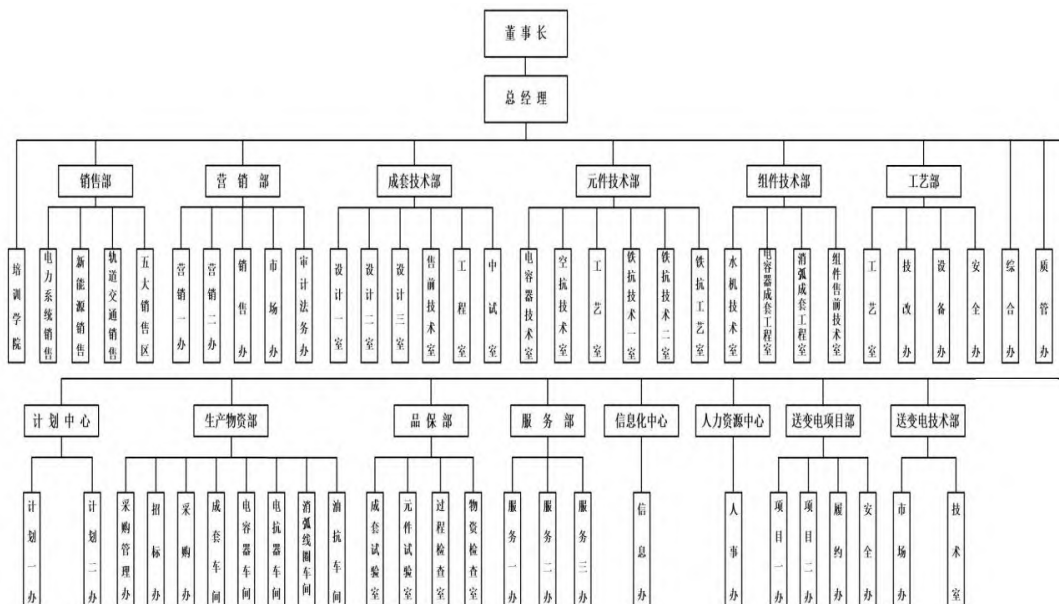 董事长
总经理
销售部
营销部
成套技术部
元件技术部
组件技术部
工艺部
培训学院
电力系统销售
新能源销售
轨道交通销售
五大销售区
营销一办
营销二办
销售办
市场办
审计法务办
设计一室
设计二室
设计三室
售前技术室
工程室
中试室
电容器技术室
空抗技术室
工艺室
铁抗技术一室
铁抗技术二室
铁抗工艺室
水机技术室
电容器成套工程室
消弧成套工程室
组件售前技术室
工艺室
技改办
设备办
安全办
综合办
质管办
计划中心
生产物资部
品保部
服务部
信息化中心
人力资源中心
送变电项目部
送变电技术部
计划一办
计划二办
采购管理办
招标办
采购办
成套车间
电容器车间
电抗器车间
消弧线圈车间
油抗车间
成套试验室
元件试验室
过程检查室
物资检查室
服务一办
服务二办
服务三办
信息办
人事办
项目一办
项目二办
履约办
安全办
市场办
技术室